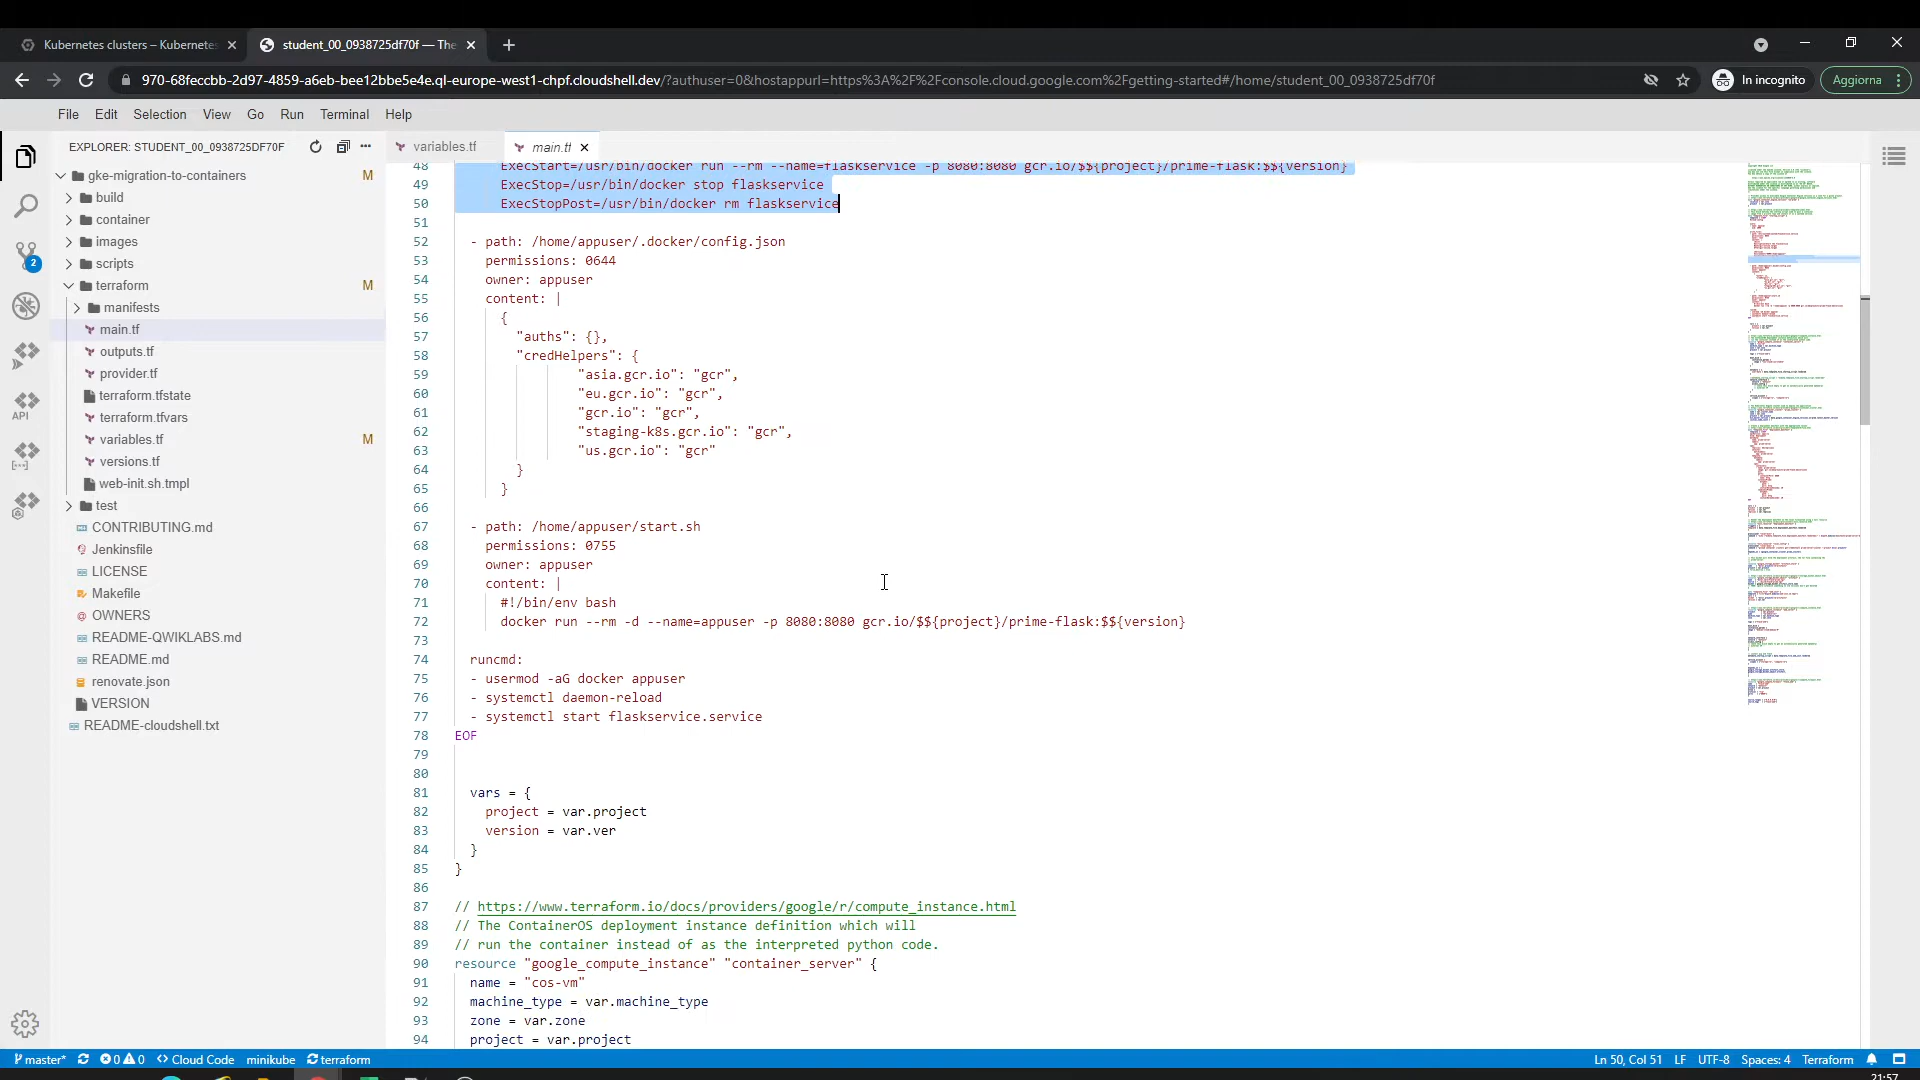 Kubernetes clusters – Kubernete
student_00_0938725df70f — The
970-68feccbb-2d97-4859-a6eb-bee12bbe5e4e.ql-europe-west1-chpf.cloudshell.dev/?authuser=0&hostappurl=https%3A%2F%2Fconsole.cloud.google.com%2Fgetting-started#/home/student_00_0938725df70f
In incognito
Aggiorna
File Edit Selection View Go Run Terminal Help
EXPLORER: STUDENT_00_0938725DF70F
variables.tf
main.tf
gke-migration-to-containers M
build
container
images
scripts
terraform M
manifests
main.tf
outputs.tf
provider.tf
terraform.tfstate
terraform.tfvars
variables.tf M
versions.tf
web-init.sh.tmpl
test
CONTRIBUTING.md
Jenkinsfile
LICENSE
Makefile
OWNERS
README-QWIKLABS.md
README.md
renovate.json
VERSION
README-cloudshell.txt
2
API
48 ExecStart=/usr/bin/docker run --rm --name=flaskservice -p 8080:8080 gcr.io/$${project}/prime-flask:$${version}
49 ExecStop=/usr/bin/docker stop flaskservice
50 ExecStopPost=/usr/bin/docker rm flaskservice
51
52 - path: /home/appuser/.docker/config.json
53 permissions: 0644
54 owner: appuser
55 content: |
56 {
57 "auths": {},
58 "credHelpers": {
59 "asia.gcr.io": "gcr",
60 "eu.gcr.io": "gcr",
61 "gcr.io": "gcr",
62 "staging-k8s.gcr.io": "gcr",
63 "us.gcr.io": "gcr"
64 }
65 }
66
67 - path: /home/appuser/start.sh
68 permissions: 0755
69 owner: appuser
70 content: |
71 #!/bin/env bash
72 docker run --rm -d --name=appuser -p 8080:8080 gcr.io/$${project}/prime-flask:$${version}
73
74 runcmd:
75 - usermod -aG docker appuser
76 - systemctl daemon-reload
77 - systemctl start flaskservice.service
78 EOF
79
80
81 vars = {
82 project = var.project
83 version = var.ver
84 }
85 }
86
87 // https://www.terraform.io/docs/providers/google/r/compute_instance.html
88 // The ContainerOS deployment instance definition which will
89 // run the container instead of as the interpreted python code.
90 resource "google_compute_instance" "container_server" {
91 name = "cos-vm"
92 machine_type = var.machine_type
93 zone = var.zone
94 project = var.project
master* 0 0 Cloud Code minikube terraform
Ln 50, Col 51 LF UTF-8 Spaces: 4 Terraform
21:57